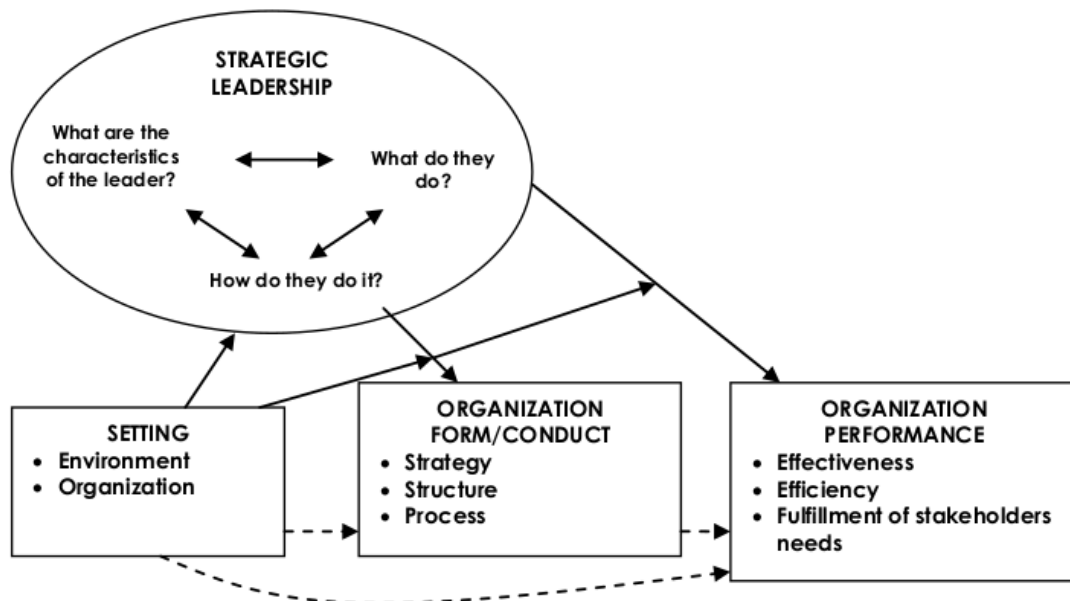 STRATEGIC
LEADERSHIP
What are the
characteristics
of the leader?
What do they
do?
How do they do it?
SETTING
• Environment
• Organization
ORGANIZATION
FORM/CONDUCT
• Strategy
• Structure
• Process
ORGANIZATION
PERFORMANCE
• Effectiveness
• Efficiency
• Fulfillment of stakeholders
needs